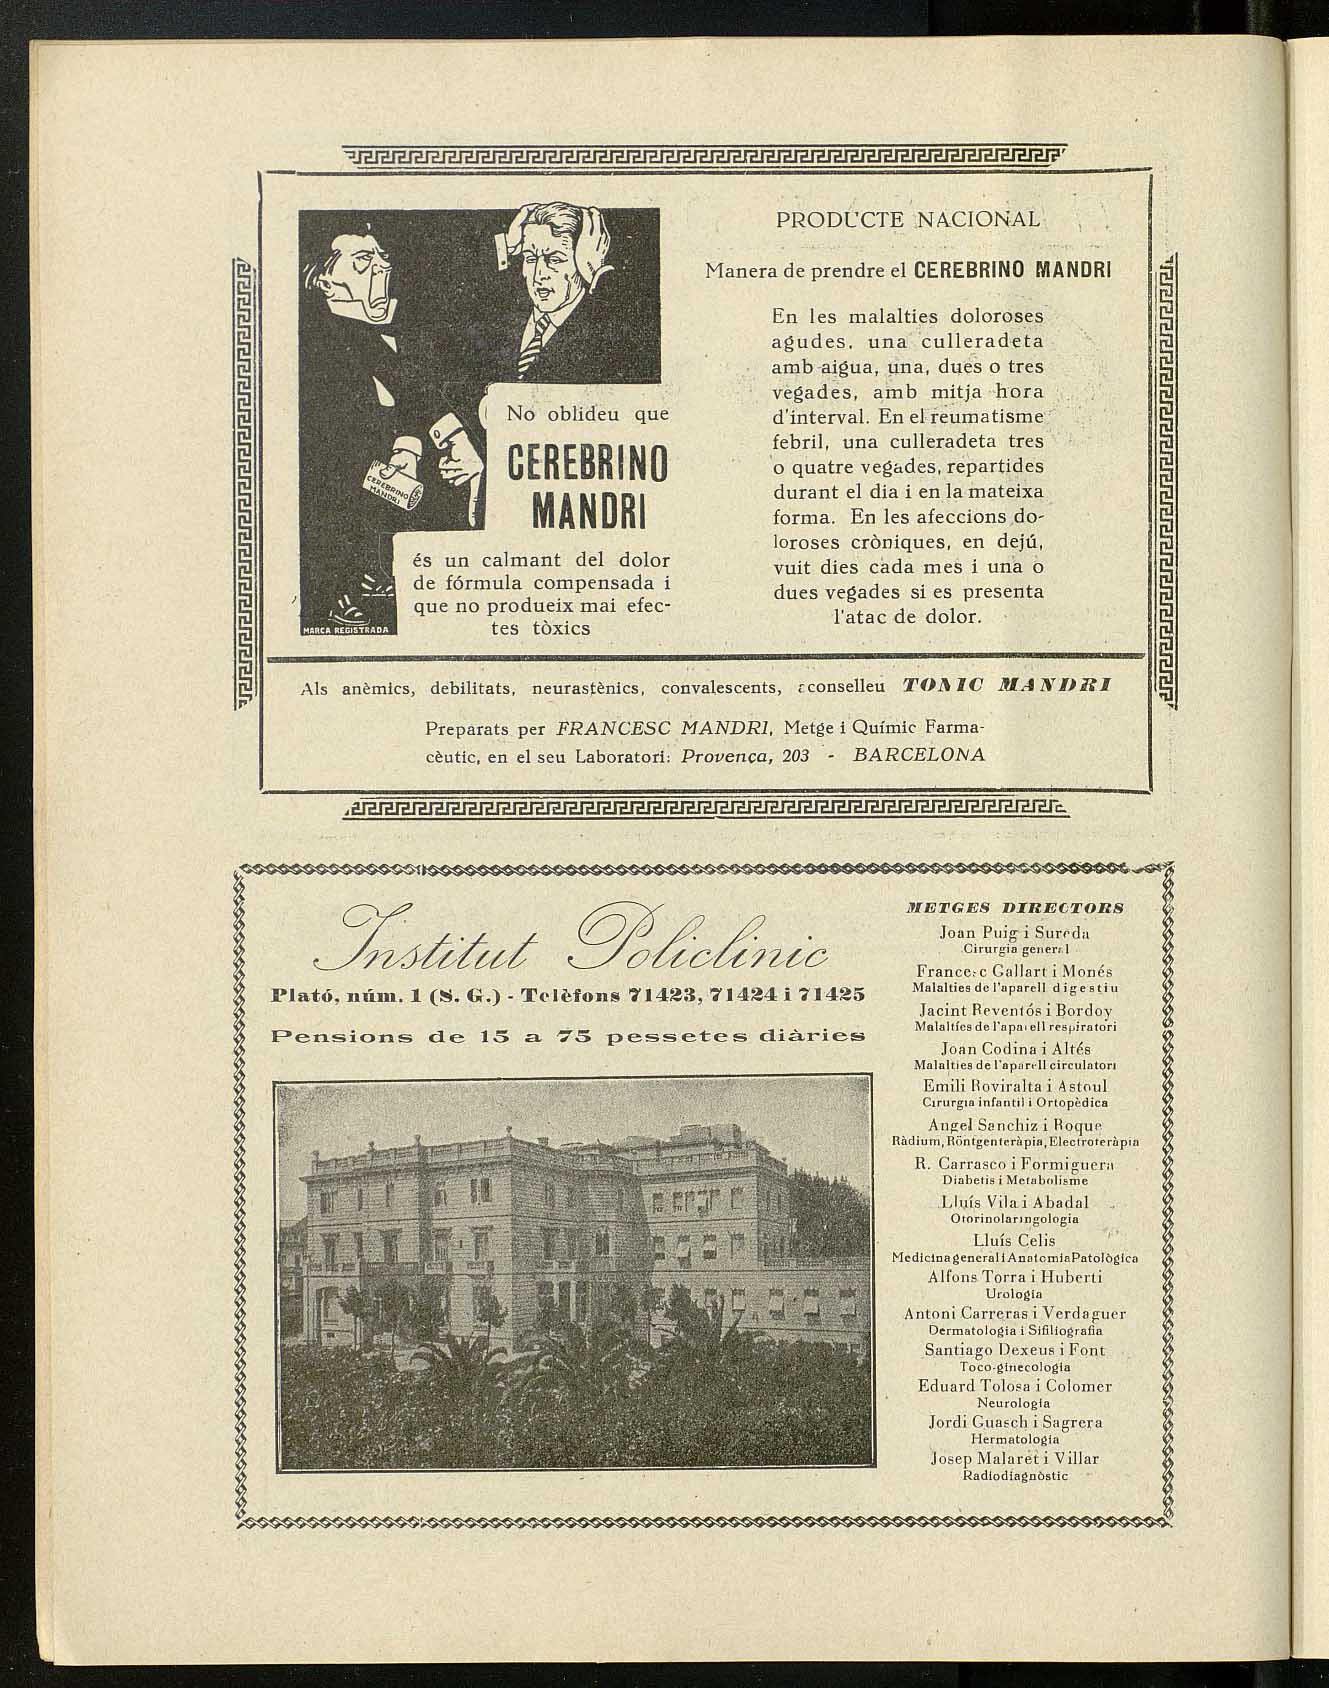 No oblideu que
CEREBRINO
MANDRI
és un calmant del dolor
de fórmula compensada i
que no produeix mai efec-
tes tòxics
CEREBRINO
MANDRI
MARCA REGISTRADA
PRODUCTE NACIONAL
Manera de prendre el CEREBRINO MANDRI
En les malalties doloroses
agudes, una culleradeta
amb aigua, una, dues o tres
vegades, amb mitja hora
d'interval. En el reumatisme
febril, una culleradeta tres
o quatre vegades, repartides
durant el dia i en la mateixa
forma. En les afeccions do-
loroses cròniques, en dejú,
vuit dies cada mes i una o
dues vegades si es presenta
l'atac de dolor.
Als anèmics, debilitats, neurastènics, convalescents, aconselleu TONIC MANDRI
Preparats per FRANCESC MANDRI, Metge i Químic Farma-
cèutic, en el seu Laboratori: Provença, 203 - BARCELONA
Institut Policlinic
Plató, núm. 1 (S. G.) - Telèfons 71423, 71424 i 71425
Pensions de 15 a 75 pessetes diàries
METGES DIRECTORS
Joan Puig i Sureda
Cirurgia general
Francesc Gallart i Monés
Malalties de l'aparell digestiu
Jacint Reventós i Bordoy
Malalties de l'aparell respiratori
Joan Codina i Altés
Malalties de l'aparell circulatori
Emili Roviralta i Astoul
Cirurgia infantil i Ortopèdica
Angel Sanchiz i Roque
Ràdium, Röntgenteràpia, Electroteràpia
R. Carrasco i Formiguera
Diabetis i Metabolisme
Lluís Vila i Abadal
Otorinolaringologia
Lluís Celis
Medicina general i Anatomia Patològica
Alfons Torra i Huberti
Urologia
Antoni Carreras i Verdaguer
Dermatologia i Sifiliografia
Santiago Dexeus i Font
Toco-ginecologia
Eduard Tolosa i Colomer
Neurologia
Jordi Guasch i Sagrera
Hermatologia
Josep Malaret i Villar
Radiodiagnòstic